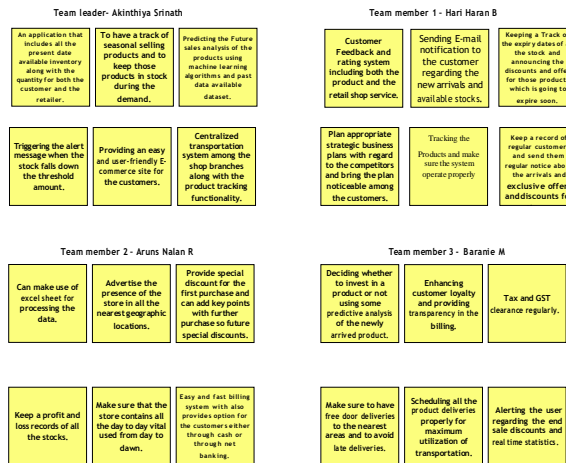 Team leader- Akinthiya Srinath
An application that
includes all the
present date
available inventory
along with the
quantity for both the
customer and the
retailer.
To have a track of
seasonal selling
products and to
keep those
products in stock
during the
demand.
Predicting the Future
sales analysis of the
products using
machine learning
algorithms and past
data available
dataset.
Triggering the alert
message when the
stock falls down
the threshold
amount.
Providing an easy
and user-friendly E-
commerce site for
the customers.
Centralized
transportation
system among the
shop branches
along with the
product tracking
functionality.
Team member 1 - Hari Haran B
Customer
Feedback and
rating system
including both the
product and the
retail shop service.
Sending E-mail
notification to
the customer
regarding the
new arrivals and
available stocks.
Keeping a Track o
the expiry dates of
the stock and
announcing the
discounts and offe
for those product
which is going to
expire soon.
Plan appropriate
strategic business
plans with regard
to the competitors
and bring the plan
noticeable among
the customers.
Tracking the
Products and make
sure the system
operate properly
Keep a record of
regular customer
and send them
regular notice abo
the arrivals and
exclusive offer
and discounts fo
Team member 2 - Aruns Nalan R
Can make use of
excel sheet for
processing the
data.
Advertise the
presence of the
store in all the
nearest geographic
locations.
Provide special
discount for the
first purchase and
can add key points
with further
purchase so future
special discounts.
Keep a profit and
loss records of all
the stocks.
Make sure that the
store contains all
the day to day vital
used from day to
dawn.
Easy and fast billing
system with also
provides option for
the customers either
through cash or
through net
banking.
Team member 3 - Baranie M
Deciding whether
to invest in a
product or not
using some
predictive analysis
of the newly
arrived product.
Enhancing
customer loyalty
and providing
transparency in the
billing.
Tax and GST
clearance regularly.
Make sure to have
free door deliveries
to the nearest
areas and to avoid
late deliveries.
Scheduling all the
product deliveries
properly for
maximum
utilization of
transportation.
Alerting the user
regarding the end
sale discounts and
real time statistics.